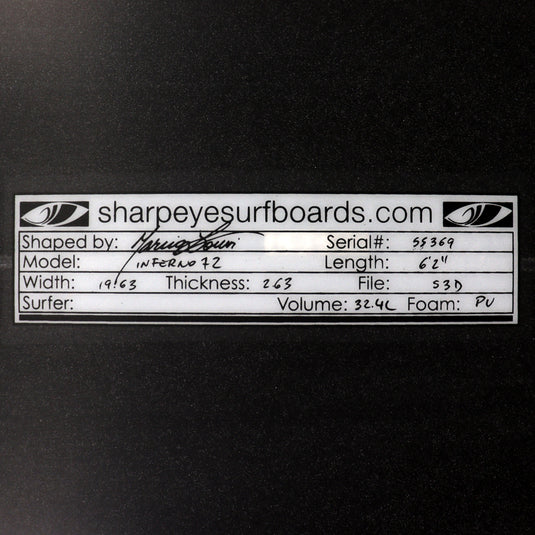 sharpeyesurfboards.com
Shaped by: Serial#: 55369
Model: INFERNO 72 Length: 6'2"
Width: 19.63 Thickness: 2.63 File: S3D
Surfer: Volume: 32.4L Foam: PU